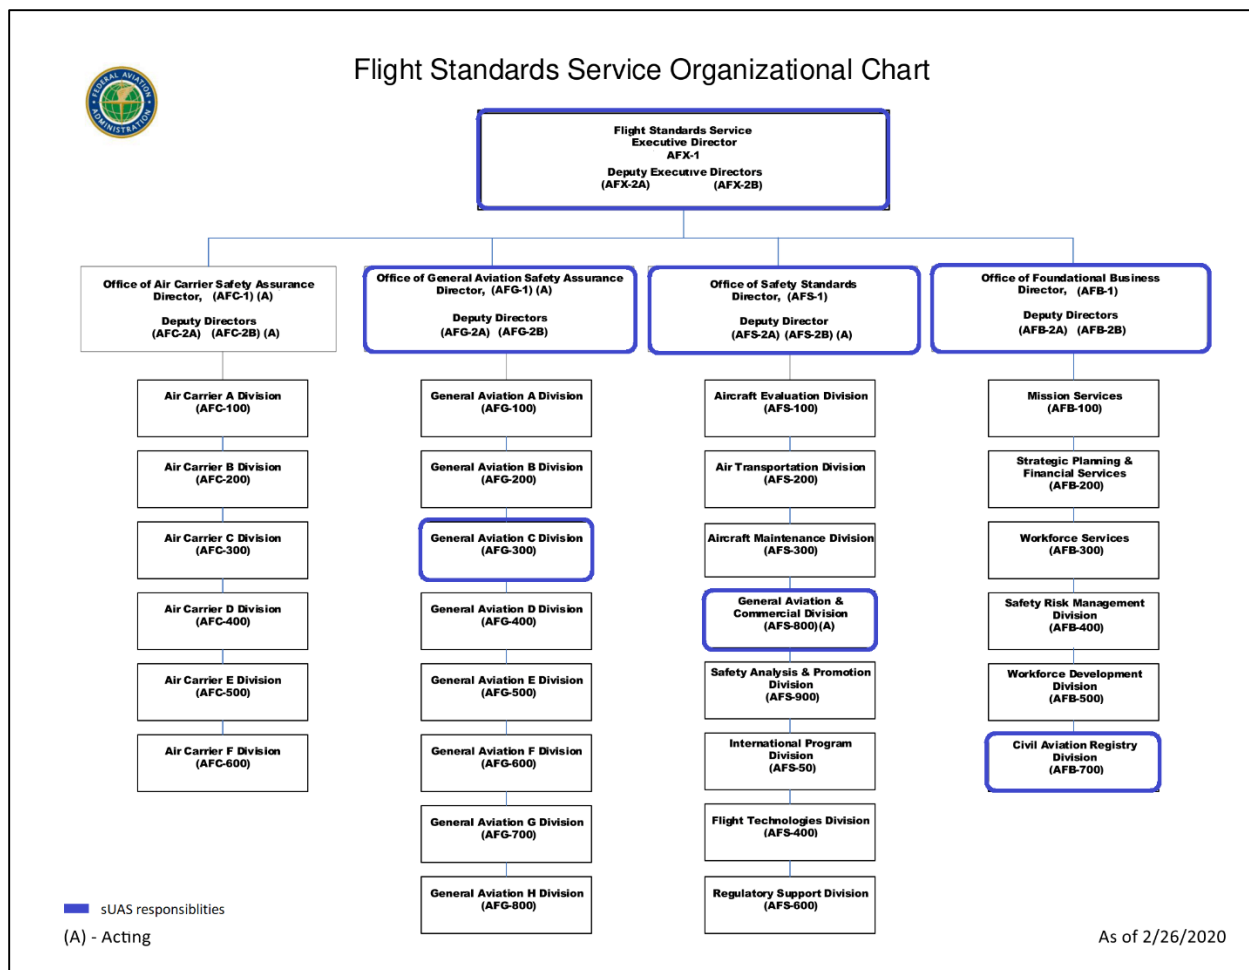 Flight Standards Service Organizational Chart
FEDERAL AVIATION
ADMINISTRATION
Flight Standards Service
Executive Director
AFX-1
Deputy Executive Directors
(AFX-2A) (AFX-2B)
Office of Air Carrier Safety Assurance
Director, (AFC-1) (A)
Deputy Directors
(AFC-2A) (AFC-2B) (A)
Air Carrier A Division
(AFC-100)
Air Carrier B Division
(AFC-200)
Air Carrier C Division
(AFC-300)
Air Carrier D Division
(AFC-400)
Air Carrier E Division
(AFC-500)
Air Carrier F Division
(AFC-600)
Office of General Aviation Safety Assurance
Director, (AFG-1) (A)
Deputy Directors
(AFG-2A) (AFG-2B)
General Aviation A Division
(AFG-100)
General Aviation B Division
(AFG-200)
General Aviation C Division
(AFG-300)
General Aviation D Division
(AFG-400)
General Aviation E Division
(AFG-500)
General Aviation F Division
(AFG-600)
General Aviation G Division
(AFG-700)
General Aviation H Division
(AFG-800)
Office of Safety Standards
Director, (AFS-1)
Deputy Director
(AFS-2A) (AFS-2B) (A)
Aircraft Evaluation Division
(AFS-100)
Air Transportation Division
(AFS-200)
Aircraft Maintenance Division
(AFS-300)
General Aviation &
Commercial Division
(AFS-800)(A)
Safety Analysis & Promotion
Division
(AFS-900)
International Program
Division
(AFS-50)
Flight Technologies Division
(AFS-400)
Regulatory Support Division
(AFS-600)
Office of Foundational Business
Director, (AFB-1)
Deputy Directors
(AFB-2A) (AFB-2B)
Mission Services
(AFB-100)
Strategic Planning &
Financial Services
(AFB-200)
Workforce Services
(AFB-300)
Safety Risk Management
Division
(AFB-400)
Workforce Development
Division
(AFB-500)
Civil Aviation Registry
Division
(AFB-700)
sUAS responsiblities
(A) - Acting
As of 2/26/2020